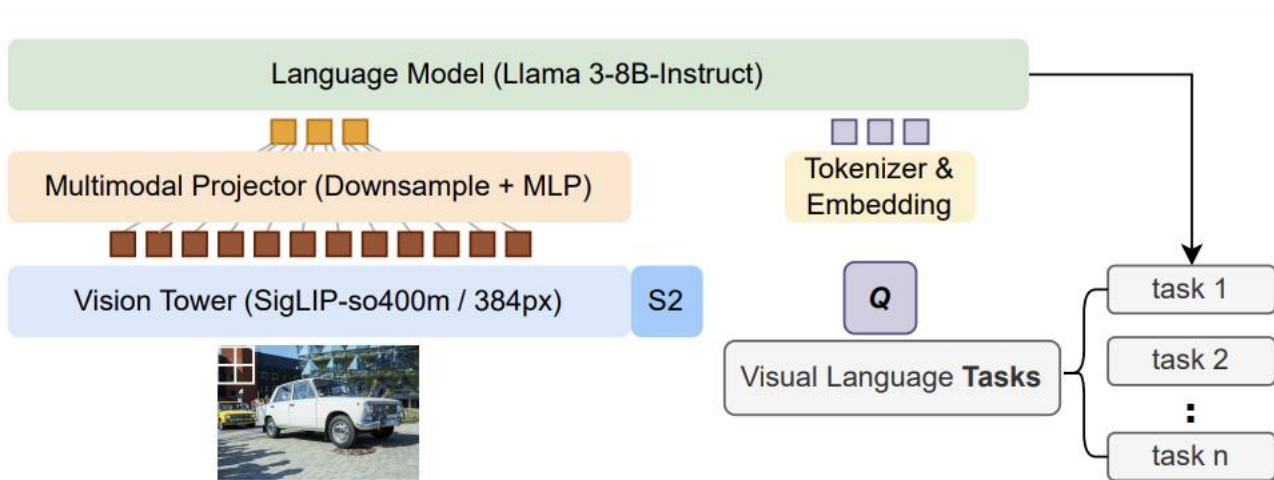 Language Model (Llama 3-8B-Instruct)
Multimodal Projector (Downsample + MLP)
Tokenizer &
Embedding
Vision Tower (SigLIP-so400m / 384px)
S2
Q
Visual Language Tasks
task 1
task 2
:
task n